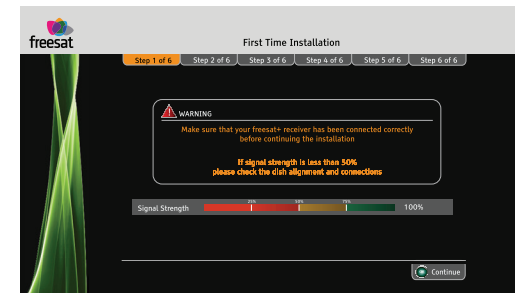 freesat
First Time Installation
Step 1 of 6 Step 2 of 6 Step 3 of 6 Step 4 of 6 Step 5 of 6 Step 6 of 6
WARNING
Make sure that your freesat+ receiver has been connected correctly
before continuing the installation
If signal strength is less than 50%
please check the dish alignment and connections
Signal Strength 25% 50% 75% 100%
Continue